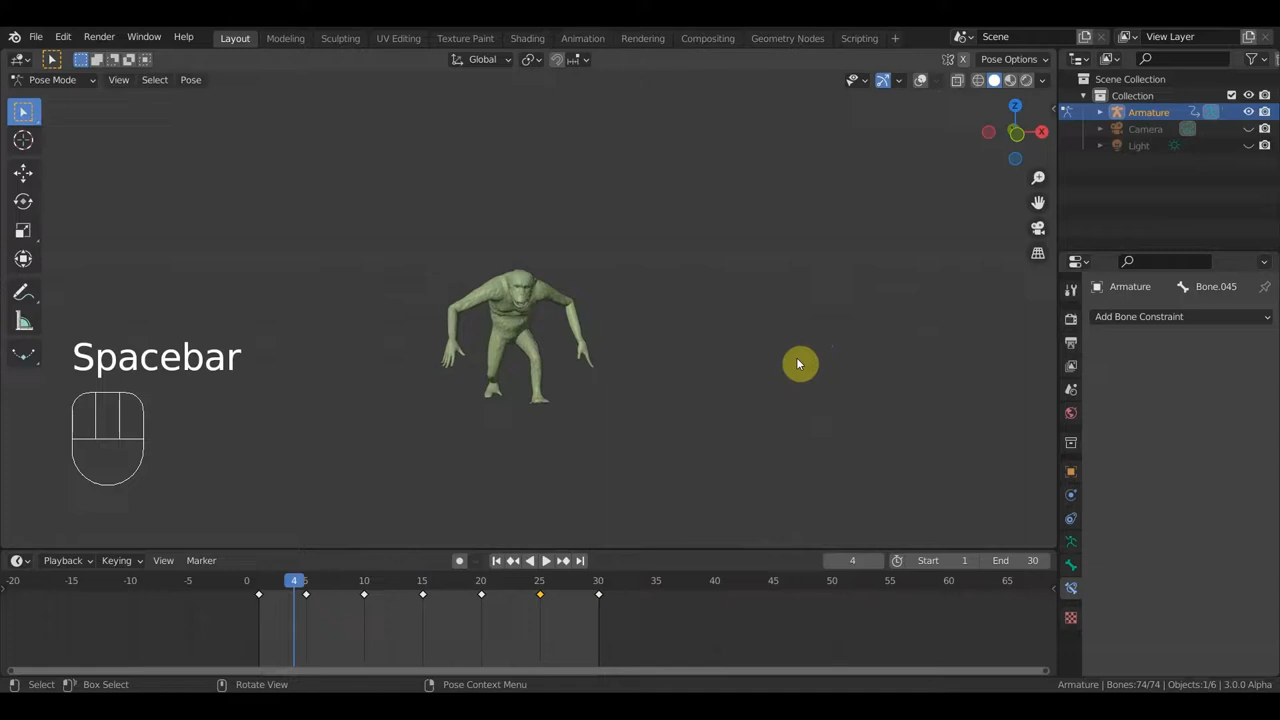 File Edit Render Window Help Layout Modeling Sculpting UV Editing Texture Paint Shading Animation Rendering Compositing Geometry Nodes Scripting + Scene View Layer
Global X Pose Options
Pose Mode View Select Pose
Scene Collection
Collection
Armature
Camera
Light
Z
X
Armature Bone.045
Add Bone Constraint
Spacebar
Playback Keying View Marker 4 Start 1 End 30
-20 -15 -10 -5 0 4 5 10 15 20 25 30 35 40 45 50 55 60 65
Select Box Select Rotate View Pose Context Menu Armature | Bones:74/74 | Objects:1/6 | 3.0.0 Alpha